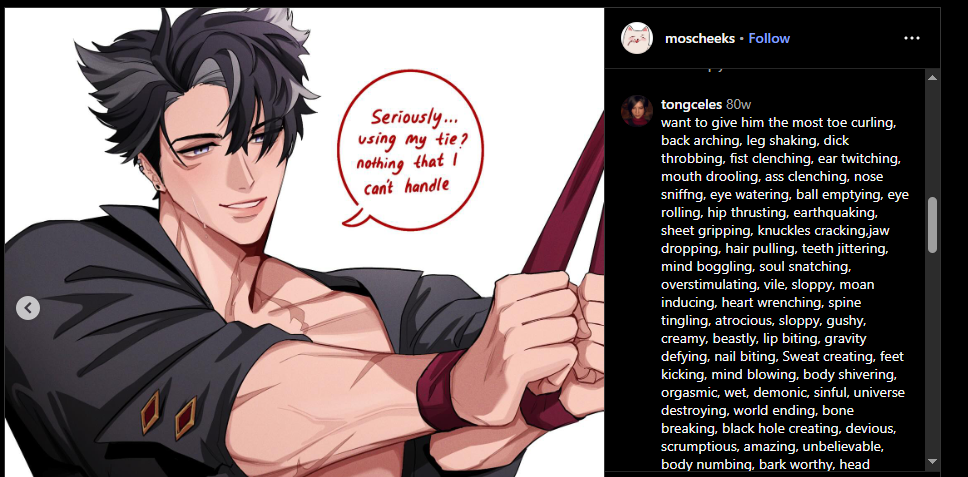 Seriously...
using my tie?
nothing that I
can't handle
moscheeks • Follow
tongceles 80w
want to give him the most toe curling,
back arching, leg shaking, dick
throbbing, fist clenching, ear twitching,
mouth drooling, ass clenching, nose
sniffng, eye watering, ball emptying, eye
rolling, hip thrusting, earthquaking,
sheet gripping, knuckles cracking,jaw
dropping, hair pulling, teeth jittering,
mind boggling, soul snatching,
overstimulating, vile, sloppy, moan
inducing, heart wrenching, spine
tingling, atrocious, sloppy, gushy,
creamy, beastly, lip biting, gravity
defying, nail biting, Sweat creating, feet
kicking, mind blowing, body shivering,
orgasmic, wet, demonic, sinful, universe
destroying, world ending, bone
breaking, black hole creating, devious,
scrumptious, amazing, unbelievable,
body numbing, bark worthy, head